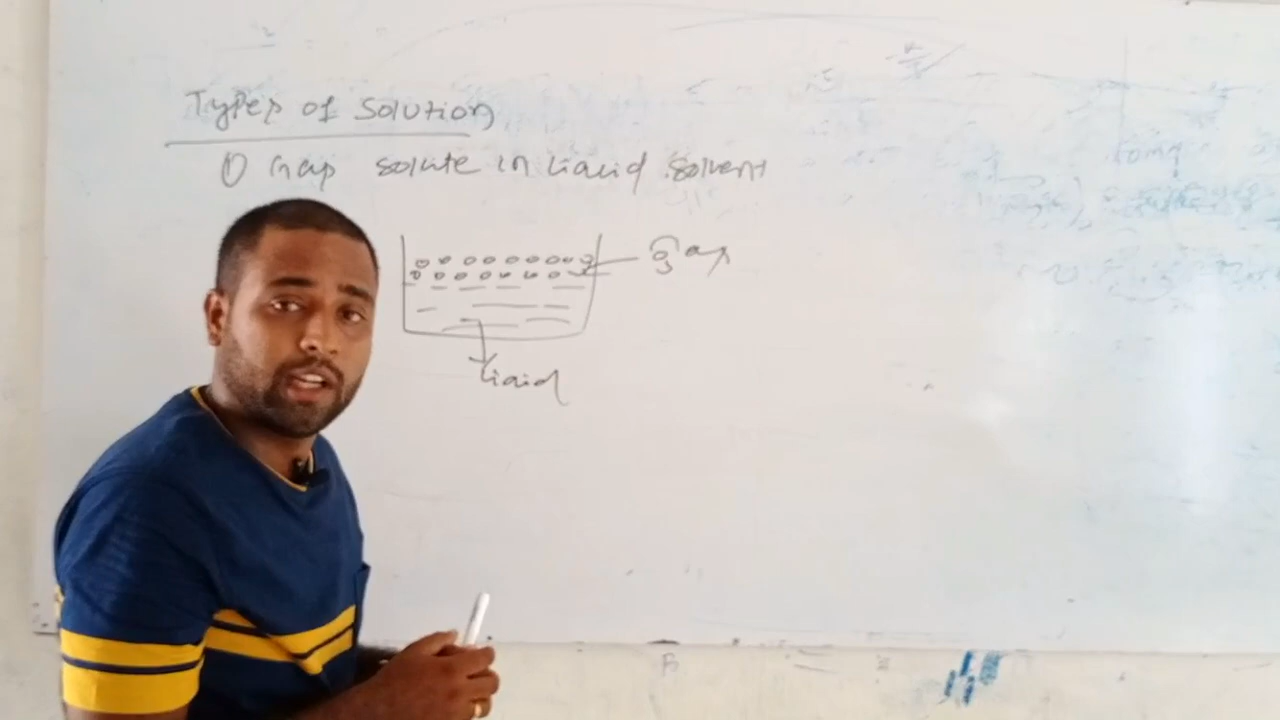 Types of Solution
① Gas solute in Liquid solvent
gas
liquid